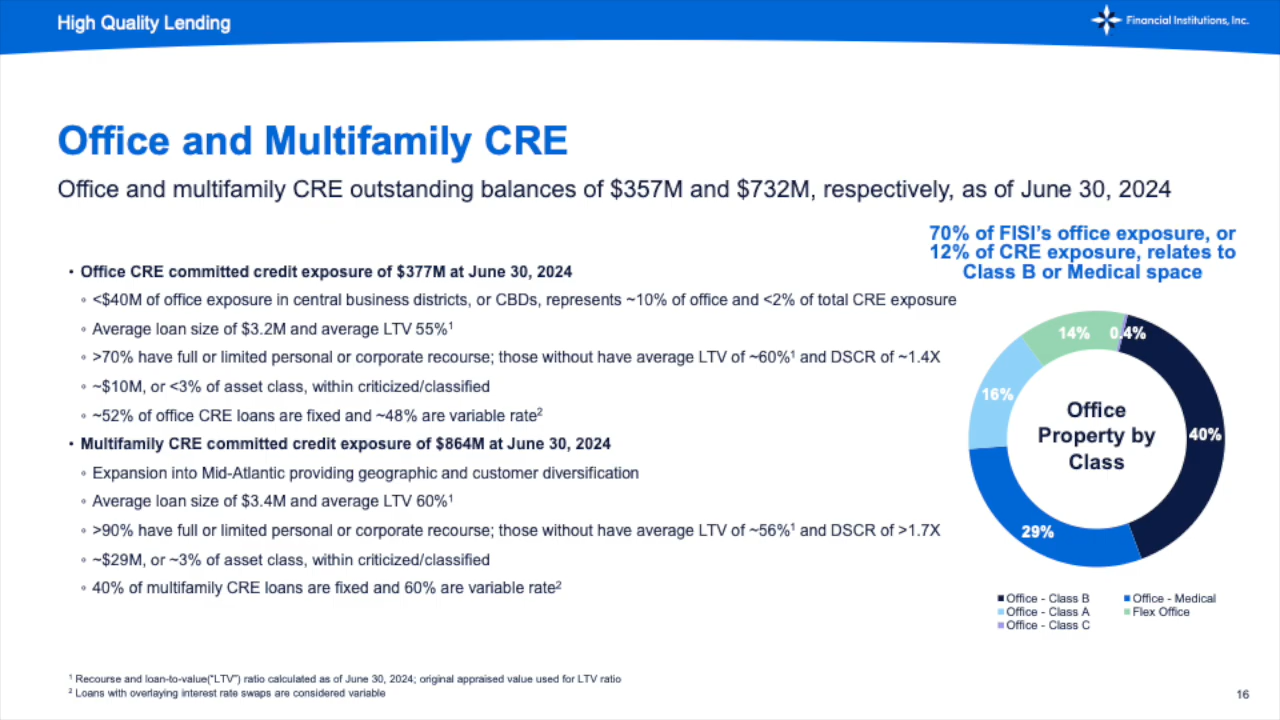 High Quality Lending
Financial Institutions, Inc.
Office and Multifamily CRE
Office and multifamily CRE outstanding balances of $357M and $732M, respectively, as of June 30, 2024
70% of FISI's office exposure, or
12% of CRE exposure, relates to
Class B or Medical space
• Office CRE committed credit exposure of $377M at June 30, 2024
◦ <$40M of office exposure in central business districts, or CBDs, represents ~10% of office and <2% of total CRE exposure
◦ Average loan size of $3.2M and average LTV 55%¹
◦ >70% have full or limited personal or corporate recourse; those without have average LTV of ~60%¹ and DSCR of ~1.4X
◦ ~$10M, or <3% of asset class, within criticized/classified
◦ ~52% of office CRE loans are fixed and ~48% are variable rate²
• Multifamily CRE committed credit exposure of $864M at June 30, 2024
◦ Expansion into Mid-Atlantic providing geographic and customer diversification
◦ Average loan size of $3.4M and average LTV 60%¹
◦ >90% have full or limited personal or corporate recourse; those without have average LTV of ~56%¹ and DSCR of >1.7X
◦ ~$29M, or ~3% of asset class, within criticized/classified
◦ 40% of multifamily CRE loans are fixed and 60% are variable rate²
14%
0.4%
16%
40%
29%
Office
Property by
Class
Office - Class B
Office - Medical
Office - Class A
Flex Office
Office - Class C
¹ Recourse and loan-to-value("LTV") ratio calculated as of June 30, 2024; original appraised value used for LTV ratio
² Loans with overlaying interest rate swaps are considered variable
16